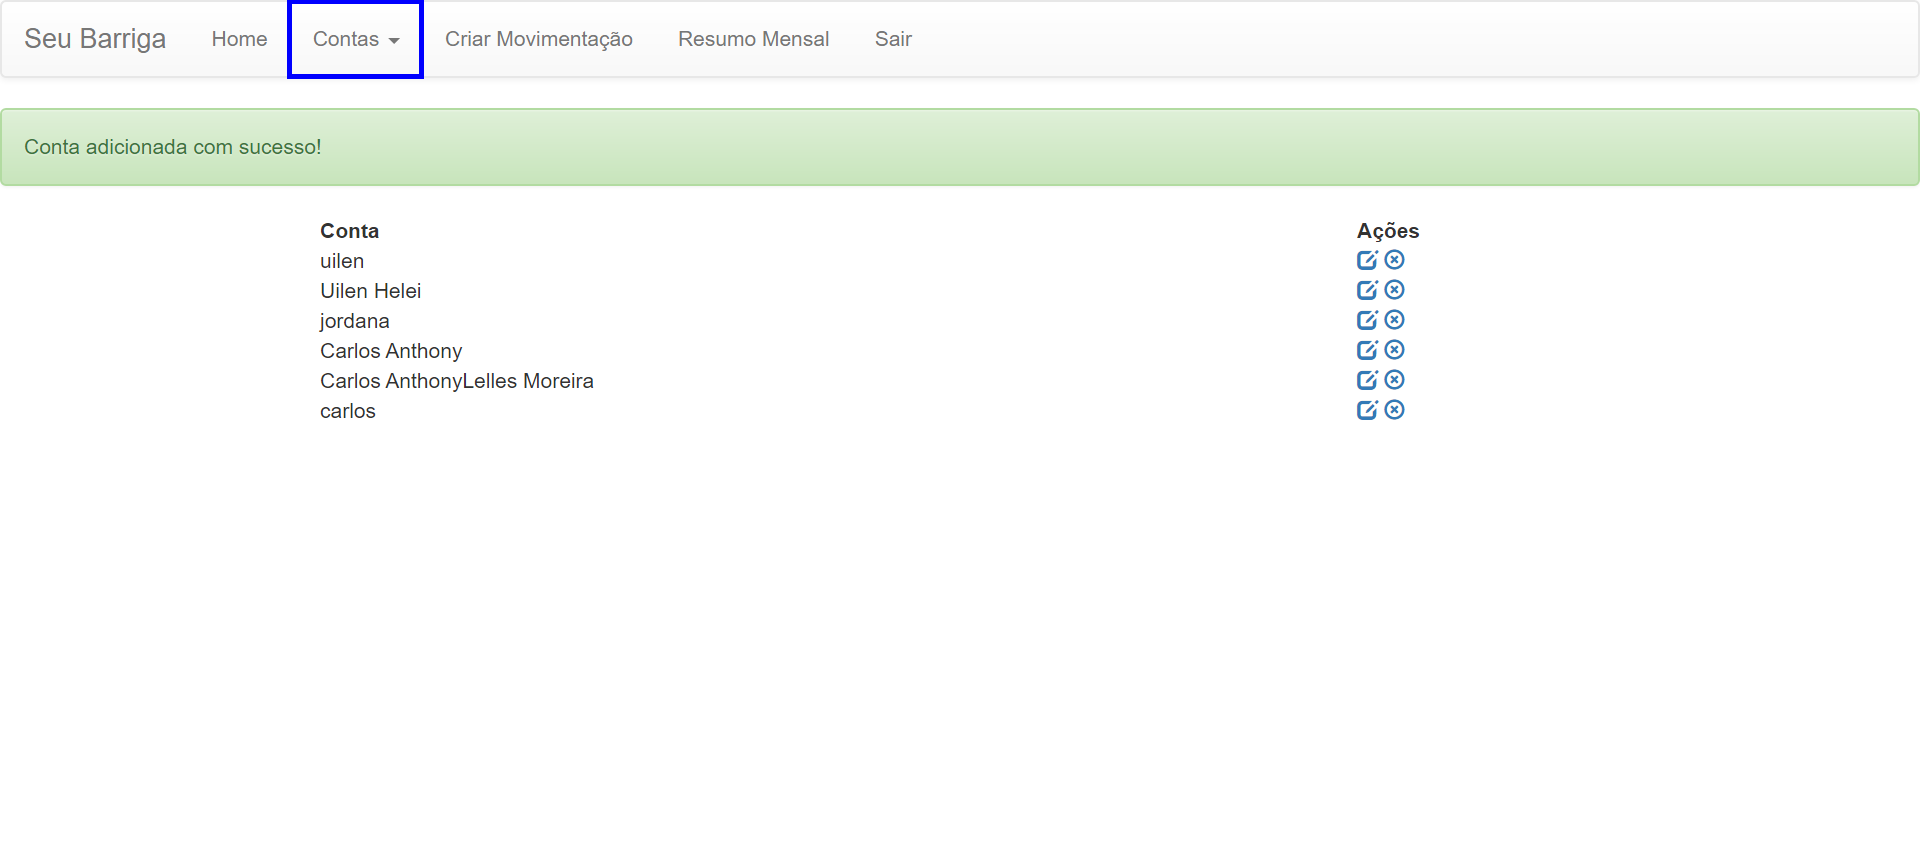 Seu Barriga Home Contas Criar Movimentação Resumo Mensal Sair
Conta adicionada com sucesso!
Conta Ações
uilen
Uilen Helei
jordana
Carlos Anthony
Carlos AnthonyLelles Moreira
carlos